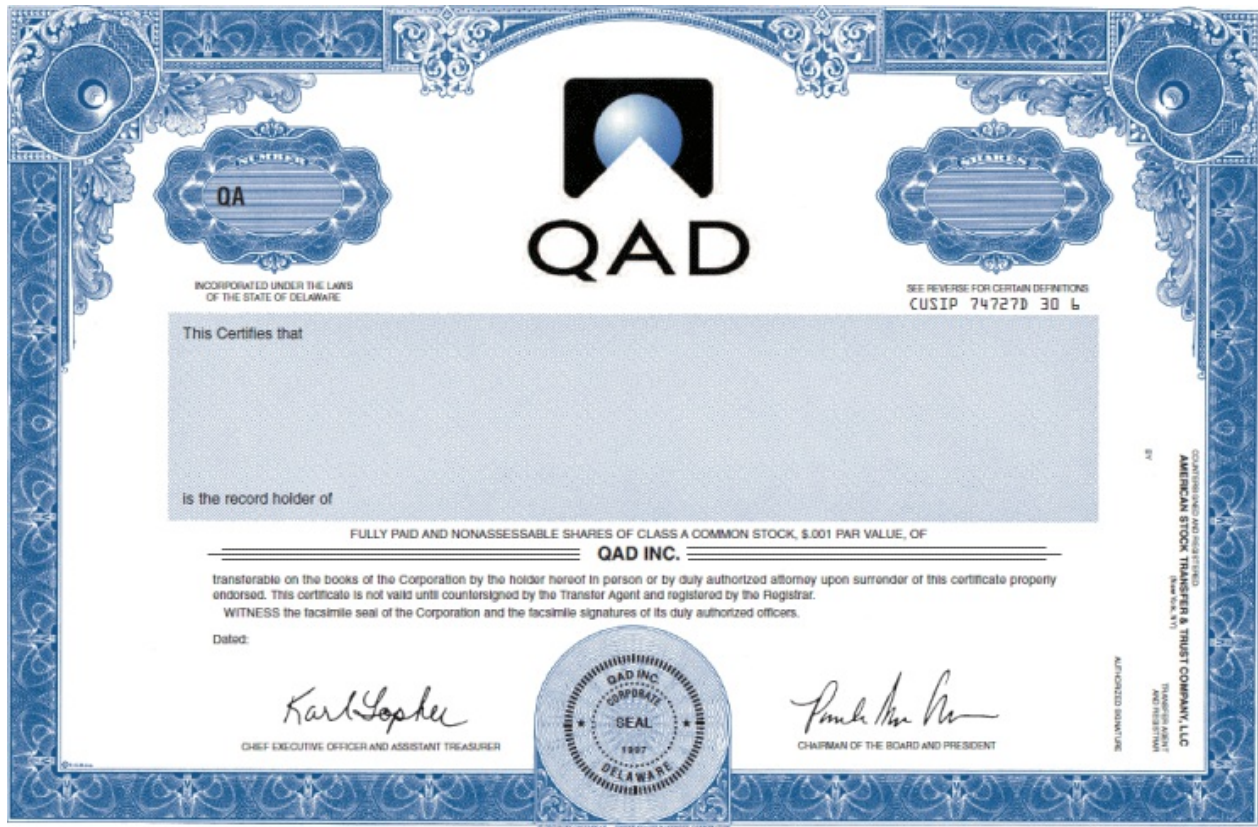 NUMBER
QA
SHARES
QAD
INCORPORATED UNDER THE LAWS
OF THE STATE OF DELAWARE
SEE REVERSE FOR CERTAIN DEFINITIONS
CUSIP 74727D 30 6
This Certifies that
is the record holder of
FULLY PAID AND NONASSESSABLE SHARES OF CLASS A COMMON STOCK, $.001 PAR VALUE, OF
QAD INC.
transferable on the books of the Corporation by the holder hereof in person or by duly authorized attorney upon surrender of this certificate properly
endorsed. This certificate is not valid until countersigned by the Transfer Agent and registered by the Registrar.
WITNESS the facsimile seal of the Corporation and the facsimile signatures of its duly authorized officers.
Dated:
Karl Lopker
CHIEF EXECUTIVE OFFICER AND ASSISTANT TREASURER
QAD INC.
CORPORATE
SEAL
1997
DELAWARE
CHAIRMAN OF THE BOARD AND PRESIDENT
COUNTERSIGNED AND REGISTERED
AMERICAN STOCK TRANSFER & TRUST COMPANY, LLC
(New York, NY)
TRANSFER AGENT
AND REGISTRAR
BY
AUTHORIZED SIGNATURE